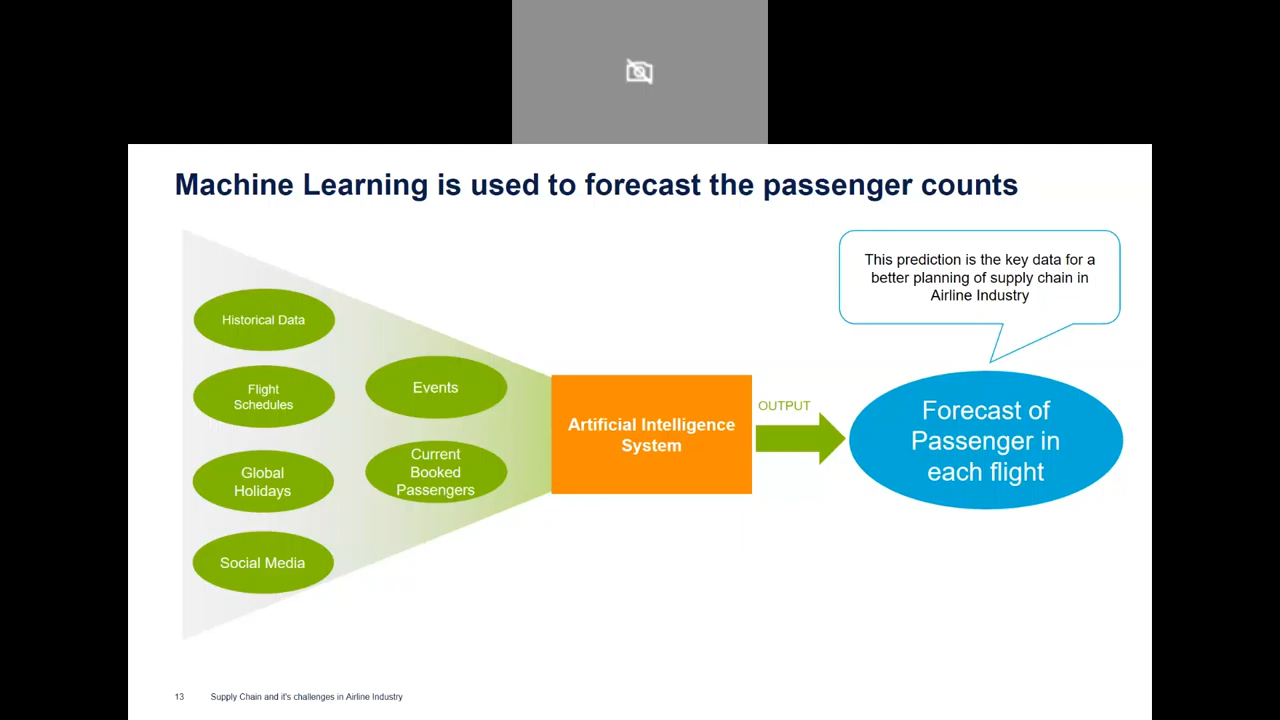 Machine Learning is used to forecast the passenger counts
This prediction is the key data for a
better planning of supply chain in
Airline Industry
Historical Data
Flight
Schedules
Global
Holidays
Social Media
Events
Current
Booked
Passengers
Artificial Intelligence
System
OUTPUT
Forecast of
Passenger in
each flight
13 Supply Chain and it's challenges in Airline Industry